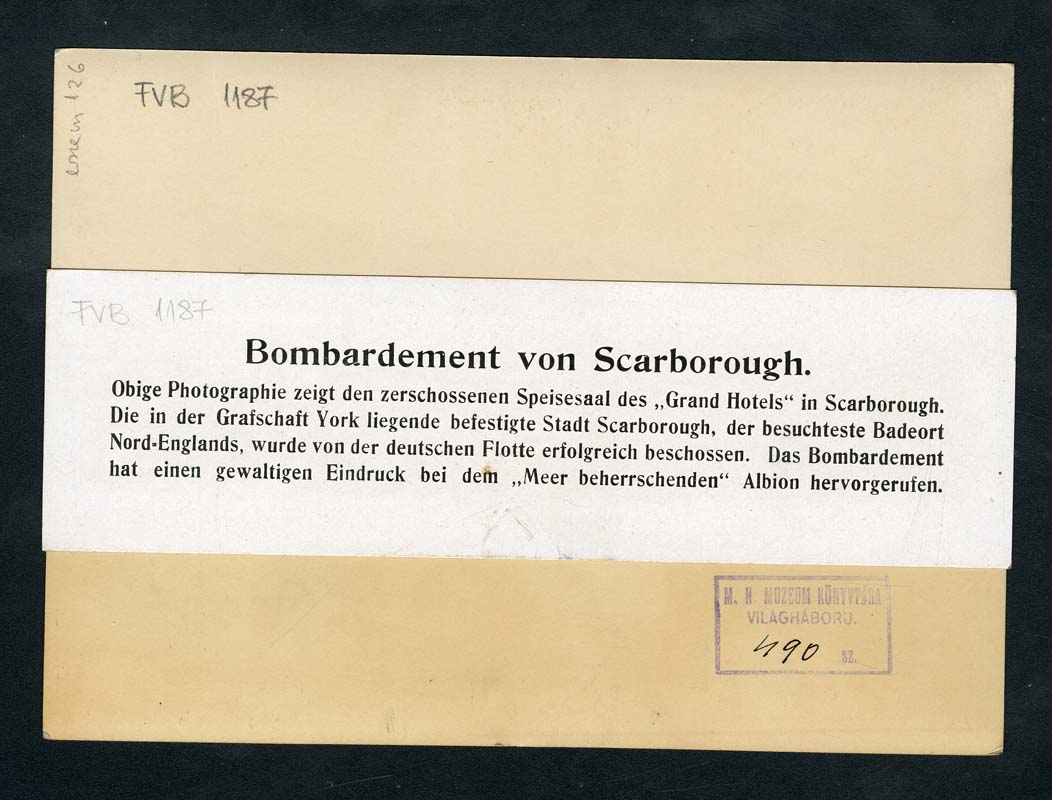 126
FVB 1187
FVB 1187
Bombardement von Scarborough.
Obige Photographie zeigt den zerschossenen Speisesaal des „Grand Hotels“ in Scarborough.
Die in der Grafschaft York liegende befestigte Stadt Scarborough, der besuchteste Badeort
Nord-Englands, wurde von der deutschen Flotte erfolgreich beschossen. Das Bombardement
hat einen gewaltigen Eindruck bei dem „Meer beherrschenden“ Albion hervorgerufen.
M. N. MUZEUM KÖNYVTÁRA
VILÁGHÁBORU.
490 SZ.